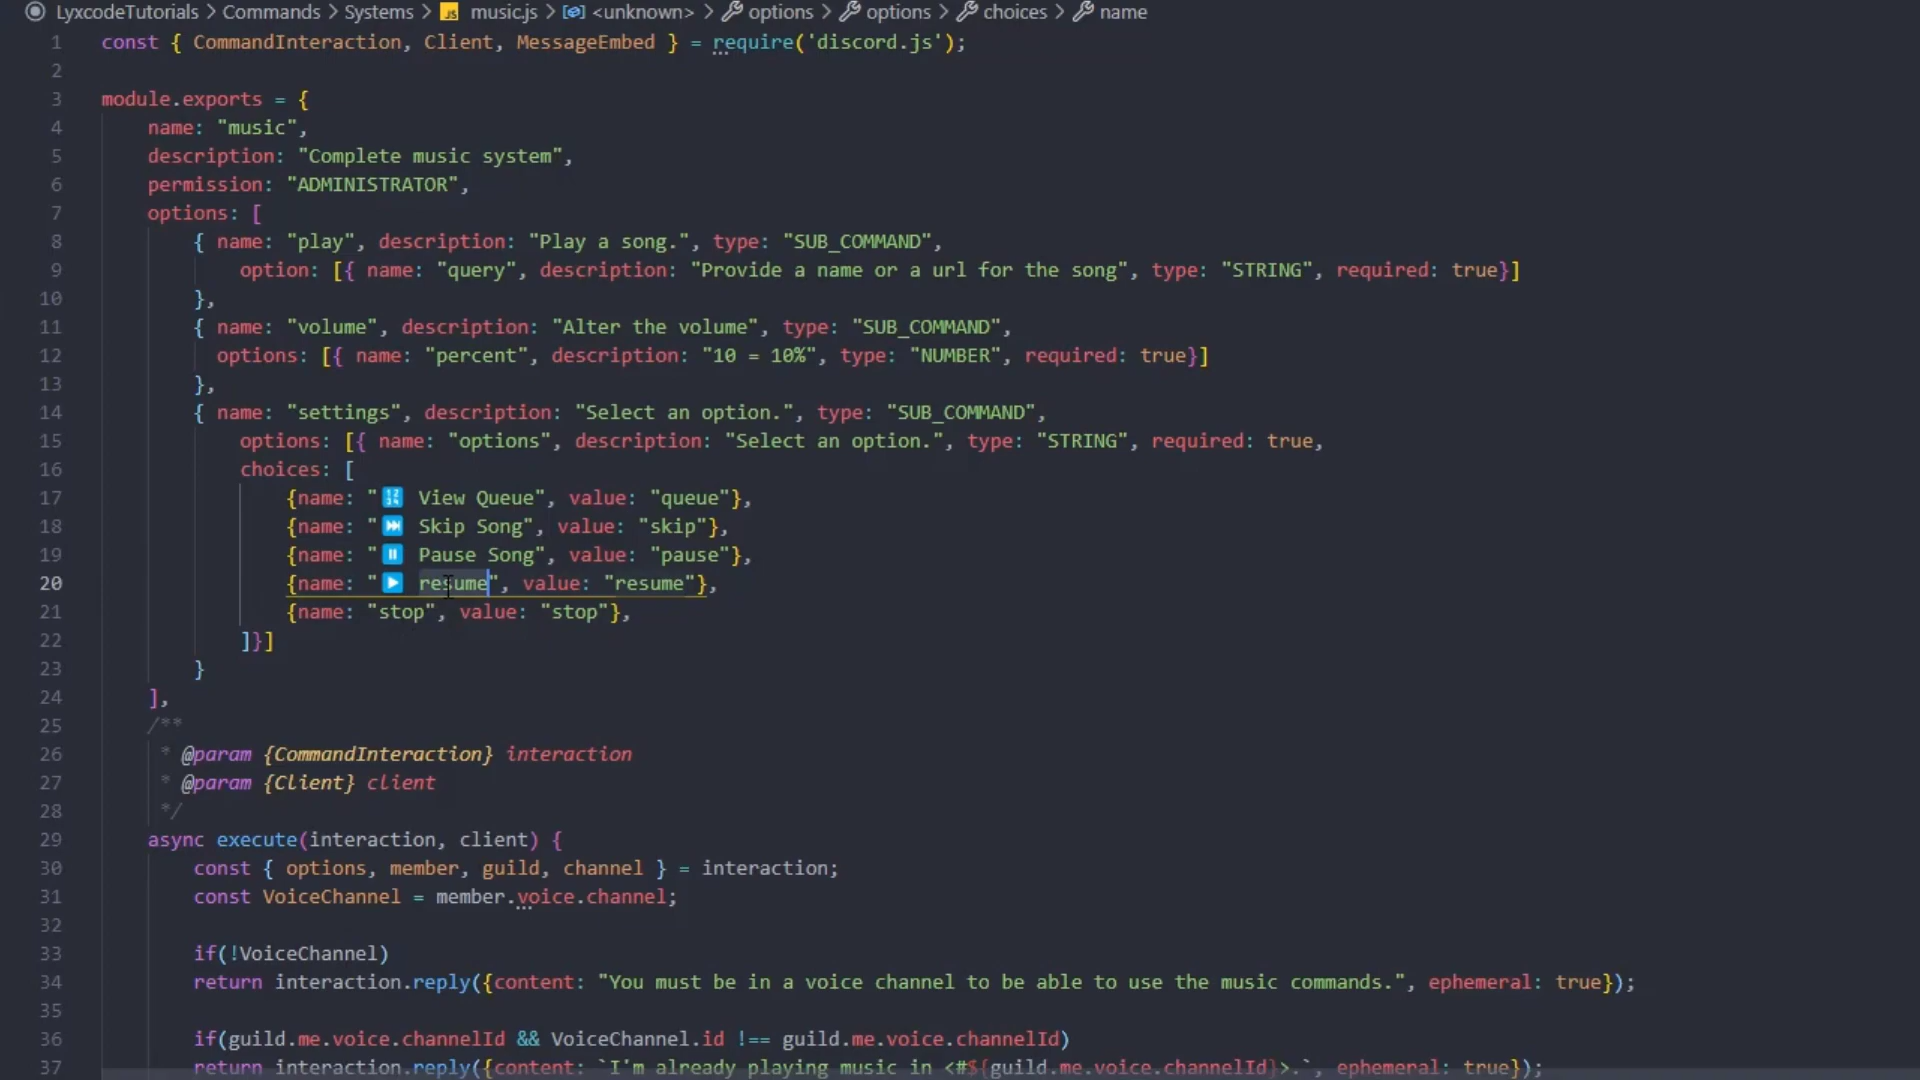 LyxcodeTutorials > Commands > Systems > JS music.js > <unknown> > options > options > choices > name
1 const { CommandInteraction, Client, MessageEmbed } = require('discord.js');
2
3 module.exports = {
4 name: "music",
5 description: "Complete music system",
6 permission: "ADMINISTRATOR",
7 options: [
8 { name: "play", description: "Play a song.", type: "SUB_COMMAND",
9 option: [{ name: "query", description: "Provide a name or a url for the song", type: "STRING", required: true}]
10 },
11 { name: "volume", description: "Alter the volume", type: "SUB_COMMAND",
12 options: [{ name: "percent", description: "10 = 10%", type: "NUMBER", required: true}]
13 },
14 { name: "settings", description: "Select an option.", type: "SUB_COMMAND",
15 options: [{ name: "options", description: "Select an option.", type: "STRING", required: true,
16 choices: [
17 {name: "🔢 View Queue", value: "queue"},
18 {name: "⏭ Skip Song", value: "skip"},
19 {name: "⏸ Pause Song", value: "pause"},
20 {name: "▶ resume", value: "resume"},
21 {name: "stop", value: "stop"},
22 ]}]
23 }
24 ],
25 /**
26 * @param {CommandInteraction} interaction
27 * @param {Client} client
28 */
29 async execute(interaction, client) {
30 const { options, member, guild, channel } = interaction;
31 const VoiceChannel = member.voice.channel;
32
33 if(!VoiceChannel)
34 return interaction.reply({content: "You must be in a voice channel to be able to use the music commands.", ephemeral: true});
35
36 if(guild.me.voice.channelId && VoiceChannel.id !== guild.me.voice.channelId)
37 return interaction.reply({content: `I'm already playing music in <#${guild.me.voice.channelId}>.`, ephemeral: true});